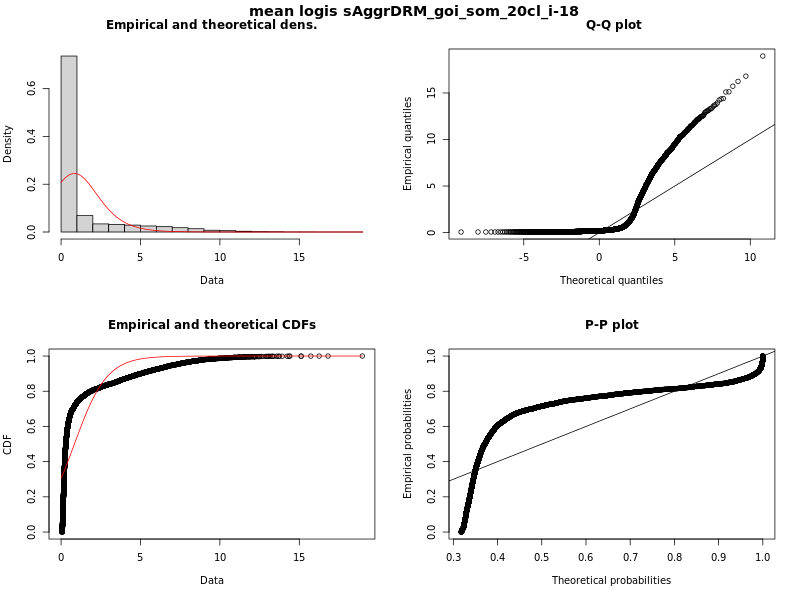 mean logis sAggrDRM_goi_som_20cl_i-18
Empirical and theoretical dens.
Density
0.0 0.2 0.4 0.6
0 5 10 15
Data
Q-Q plot
Empirical quantiles
0 5 10 15
-5 0 5 10
Theoretical quantiles
Empirical and theoretical CDFs
CDF
0.0 0.2 0.4 0.6 0.8 1.0
0 5 10 15
Data
P-P plot
Empirical probabilities
0.0 0.2 0.4 0.6 0.8 1.0
0.3 0.4 0.5 0.6 0.7 0.8 0.9 1.0
Theoretical probabilities